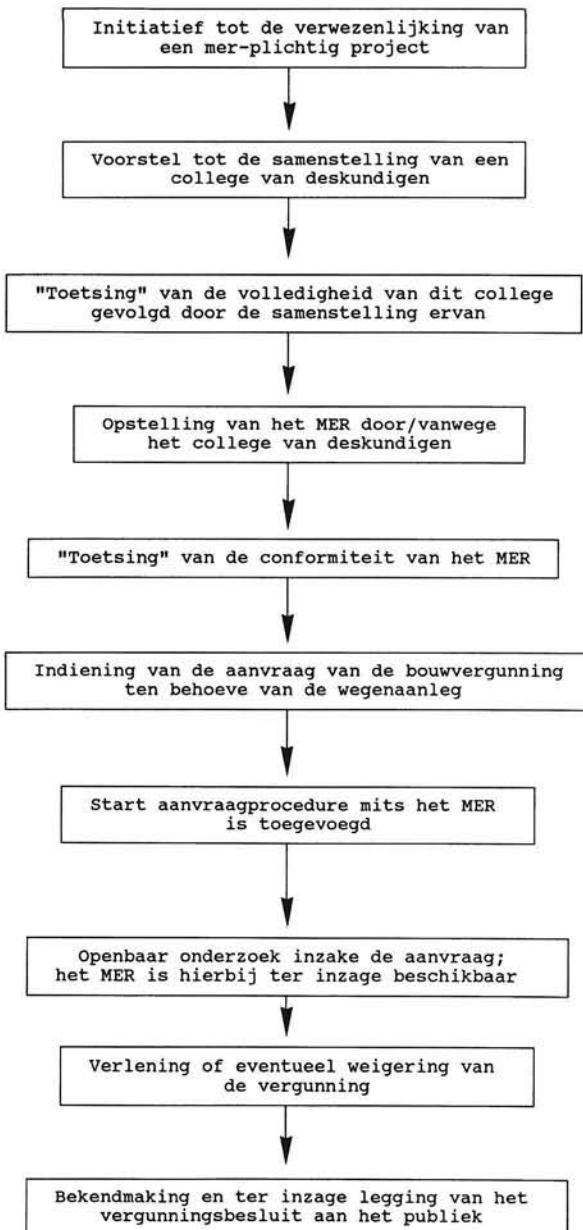 Initiatief tot de verwezenlijking van
een mer-plichtig project
Voorstel tot de samenstelling van een
college van deskundigen
"Toetsing" van de volledigheid van dit college
gevolgd door de samenstelling ervan
Opstelling van het MER door/vanwege
het college van deskundigen
"Toetsing" van de conformiteit van het MER
Indiening van de aanvraag van de bouwvergunning
ten behoeve van de wegenaanleg
Start aanvraagprocedure mits het MER
is toegevoegd
Openbaar onderzoek inzake de aanvraag;
het MER is hierbij ter inzage beschikbaar
Verlening of eventueel weigering van
de vergunning
Bekendmaking en ter inzage legging van het
vergunningsbesluit aan het publiek